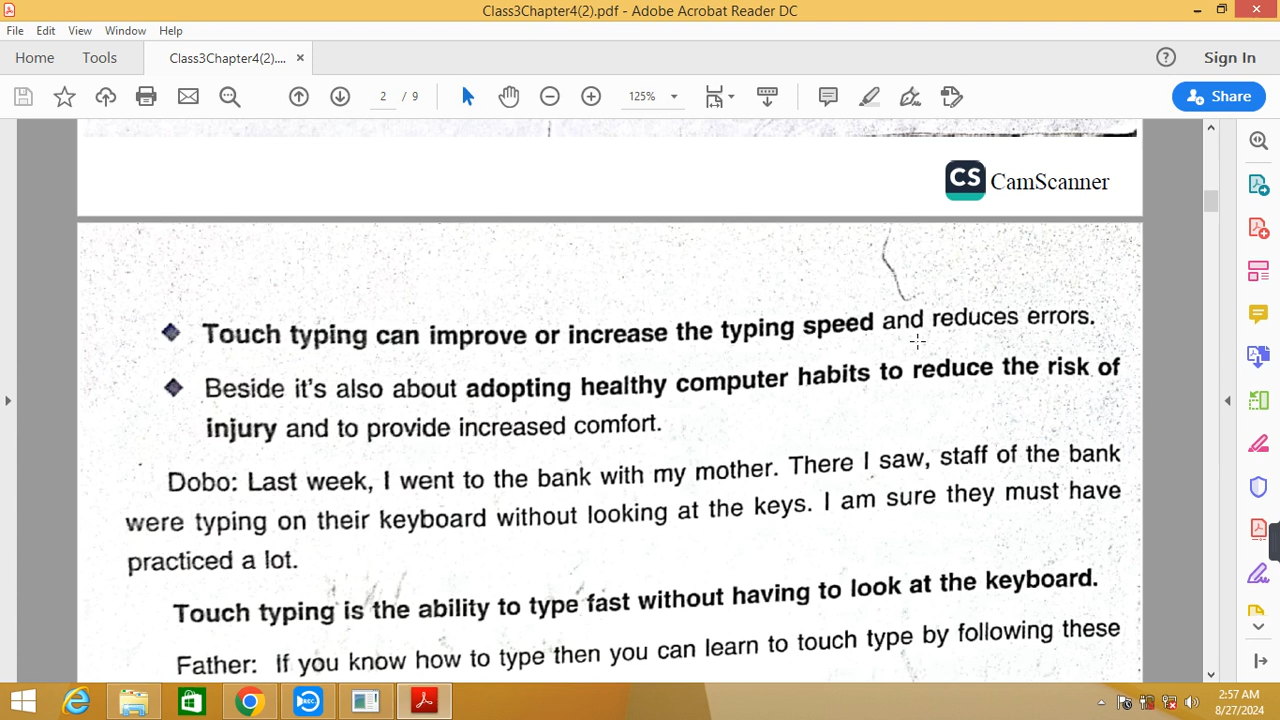 Class3Chapter4(2).pdf - Adobe Acrobat Reader DC
File Edit View Window Help
Home Tools Class3Chapter4(2).... × Sign In
2 / 9 125% Share
CS CamScanner
Touch typing can improve or increase the typing speed and reduces errors.
Beside it's also about adopting healthy computer habits to reduce the risk of
injury and to provide increased comfort.
Dobo: Last week, I went to the bank with my mother. There I saw, staff of the bank
were typing on their keyboard without looking at the keys. I am sure they must have
practiced a lot.
Touch typing is the ability to type fast without having to look at the keyboard.
Father: If you know how to type then you can learn to touch type by following these
REC
2:57 AM
8/27/2024